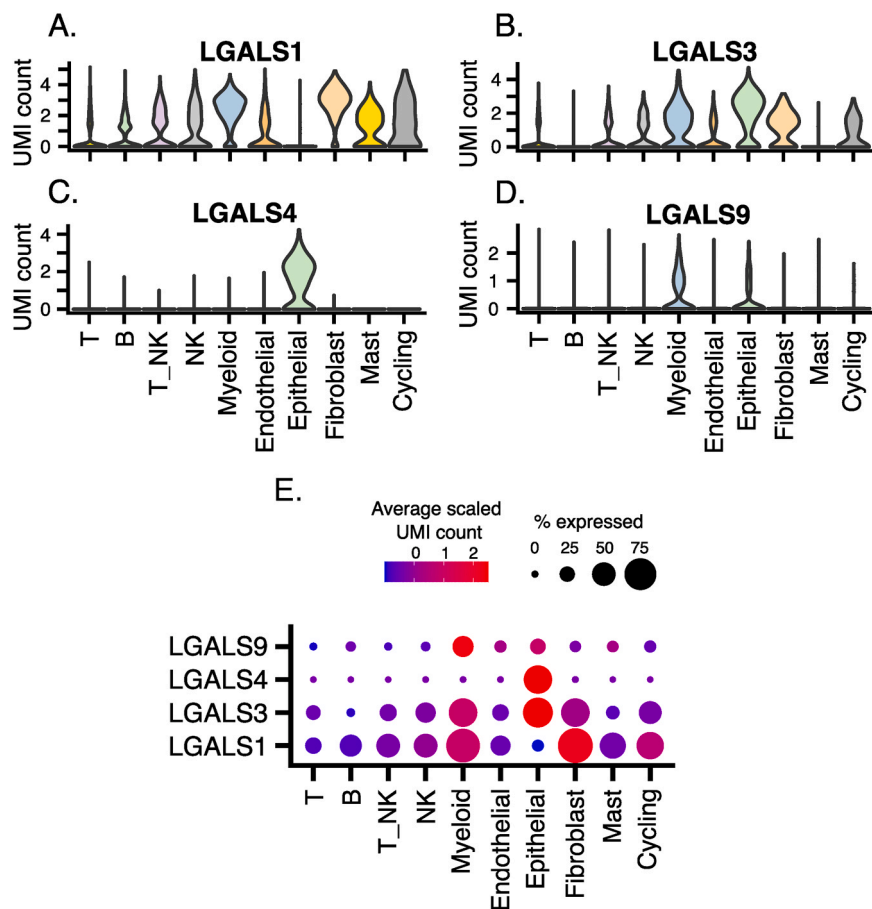 A.
LGALS1
UMI count
4
2
0
B.
LGALS3
UMI count
4
2
0
C.
LGALS4
UMI count
4
2
0
T
B
T_NK
NK
Myeloid
Endothelial
Epithelial
Fibroblast
Mast
Cycling
D.
LGALS9
UMI count
2
1
0
T
B
T_NK
NK
Myeloid
Endothelial
Epithelial
Fibroblast
Mast
Cycling
E.
Average scaled
UMI count
0 1 2
% expressed
0 25 50 75
LGALS9
LGALS4
LGALS3
LGALS1
T
B
T_NK
NK
Myeloid
Endothelial
Epithelial
Fibroblast
Mast
Cycling